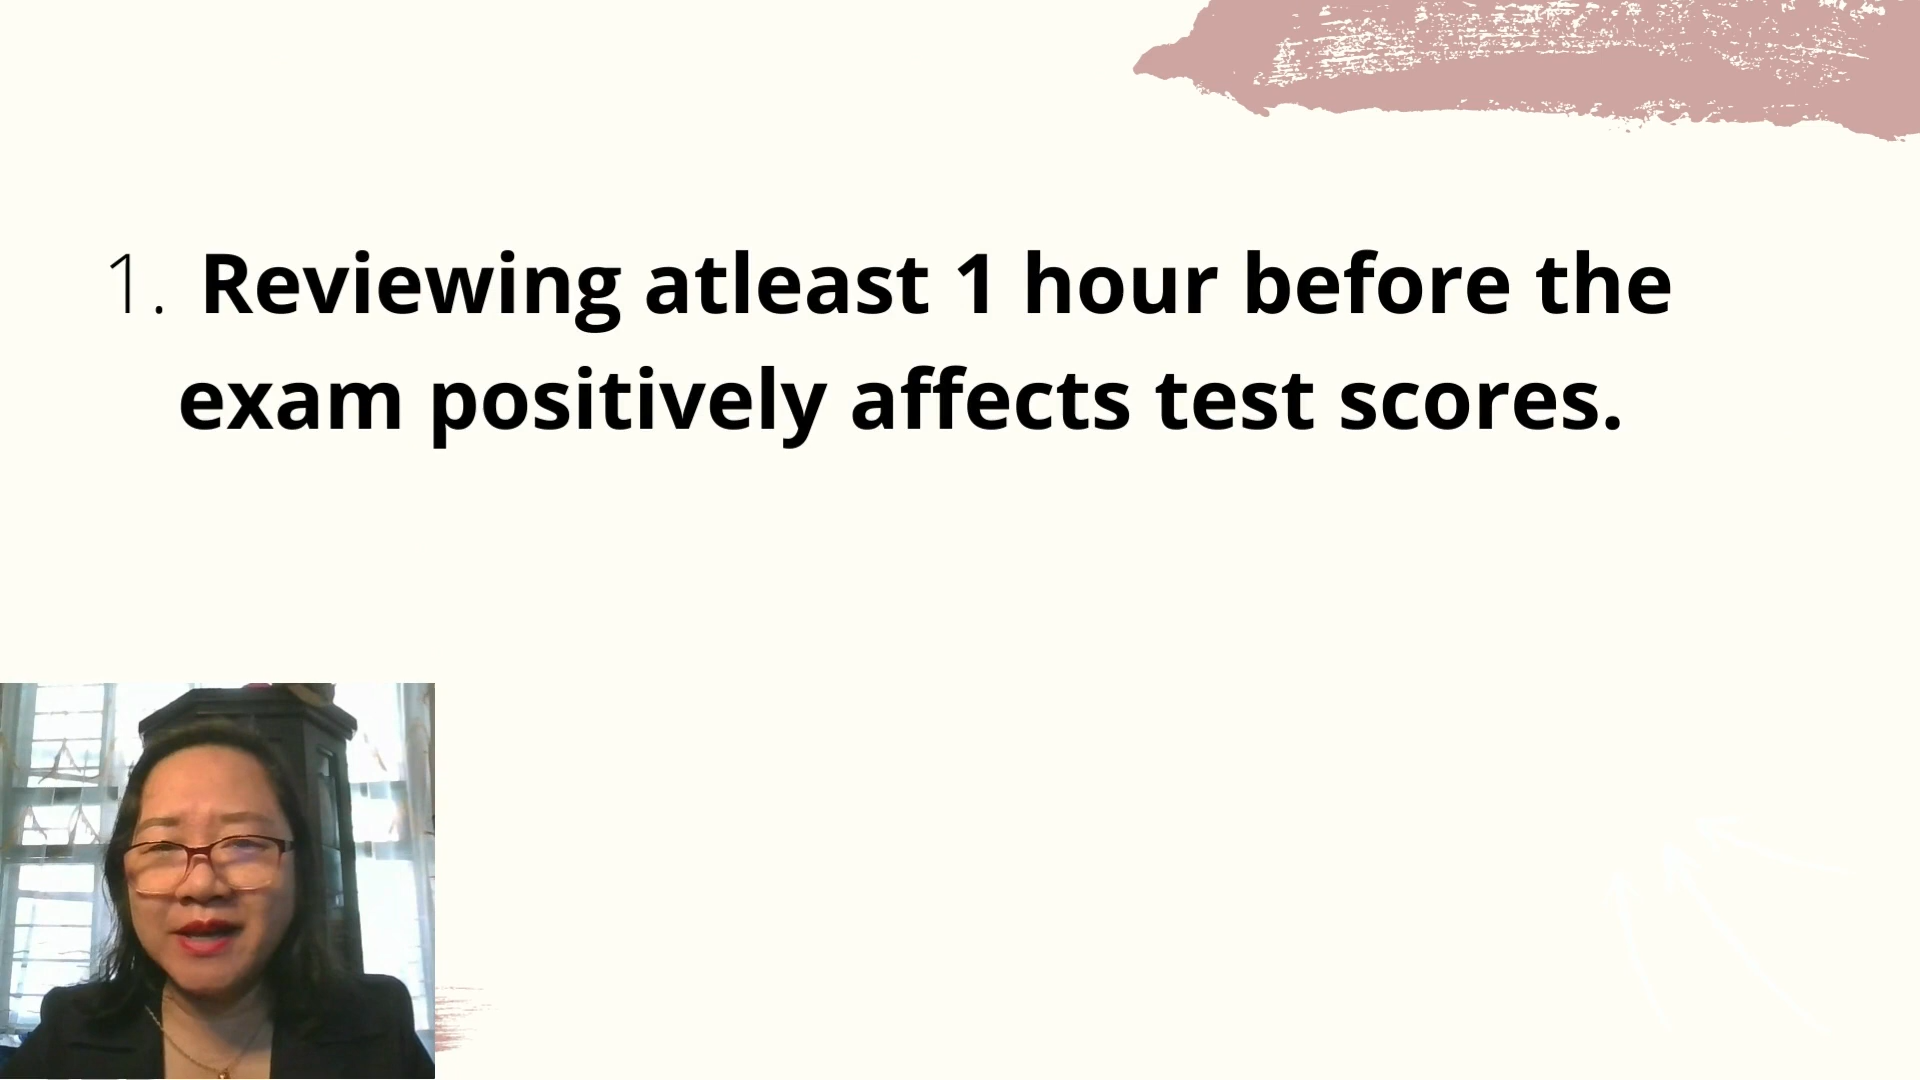 1. Reviewing atleast 1 hour before the
exam positively affects test scores.